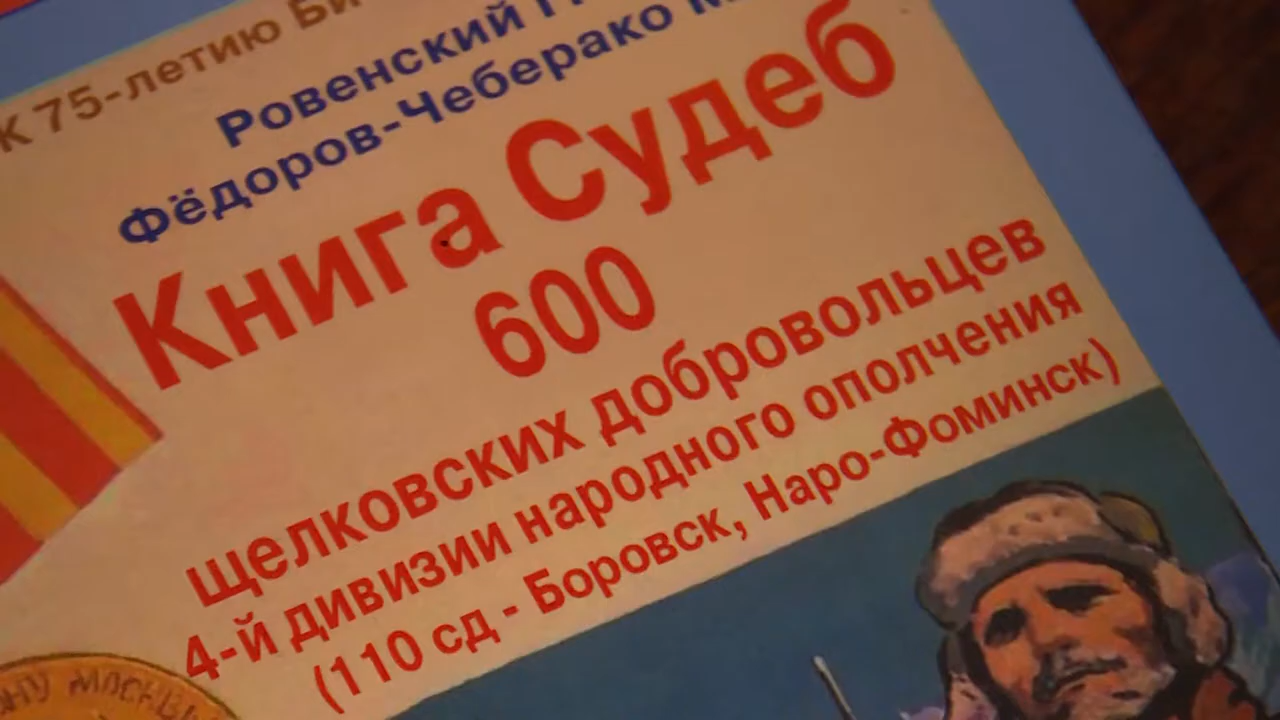 К 75-летию
Ровенский
Фёдоров-Чеберако
Книга Судеб
600
щелковских добровольцев
4-й дивизии народного ополчения
(110 сд - Боровск, Наро-Фоминск)